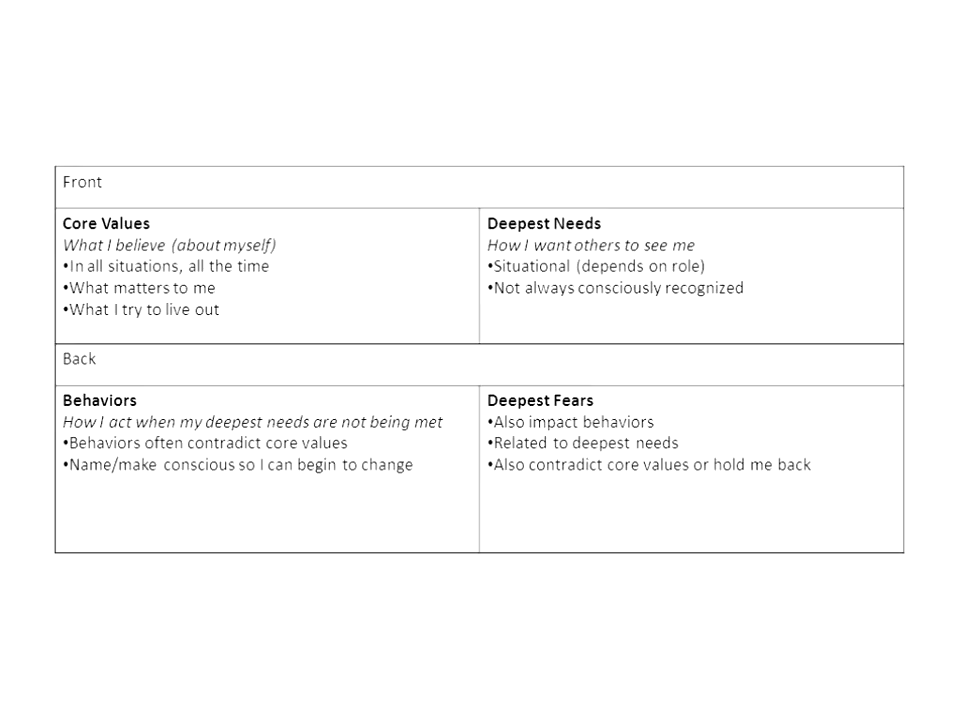 Front
Core Values
What I believe (about myself)
•In all situations, all the time
•What matters to me
•What I try to live out
Deepest Needs
How I want others to see me
•Situational (depends on role)
•Not always consciously recognized
Back
Behaviors
How I act when my deepest needs are not being met
•Behaviors often contradict core values
•Name/make conscious so I can begin to change
Deepest Fears
•Also impact behaviors
•Related to deepest needs
•Also contradict core values or hold me back